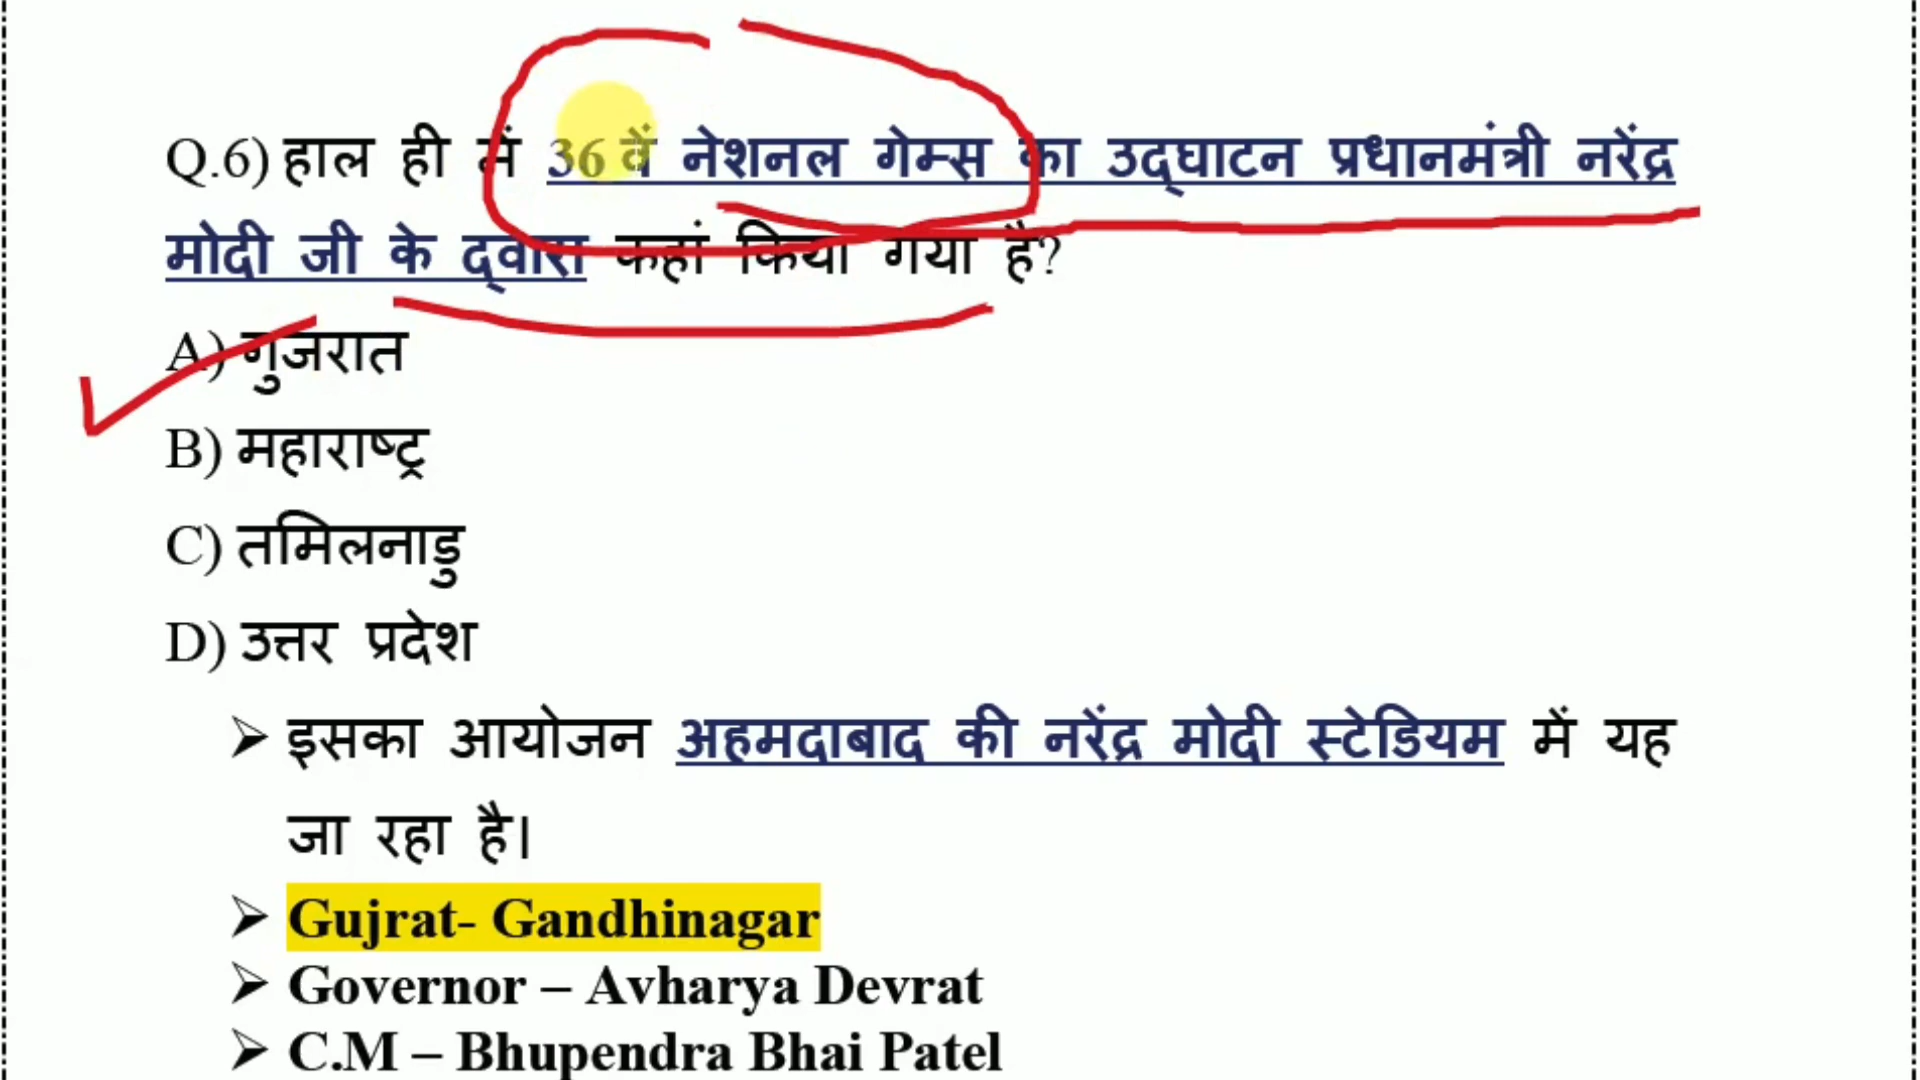 Q.6) हाल ही में 36 वें नेशनल गेम्स का उद्घाटन प्रधानमंत्री नरेंद्र
मोदी जी के द्वारा कहां किया गया है?
A) गुजरात
B) महाराष्ट्र
C) तमिलनाडु
D) उत्तर प्रदेश
➢ इसका आयोजन अहमदाबाद की नरेंद्र मोदी स्टेडियम में यह
जा रहा है।
➢ Gujrat- Gandhinagar
➢ Governor – Avharya Devrat
➢ C.M – Bhupendra Bhai Patel